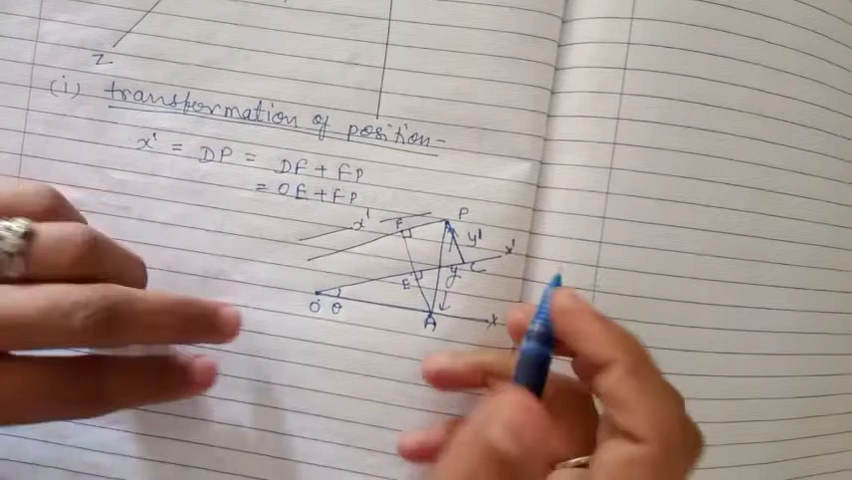 Z
(i) transformation of position-
x' = DP = DF + FP
= OE + FP
x' F P
y' x'
E y C
O θ A X